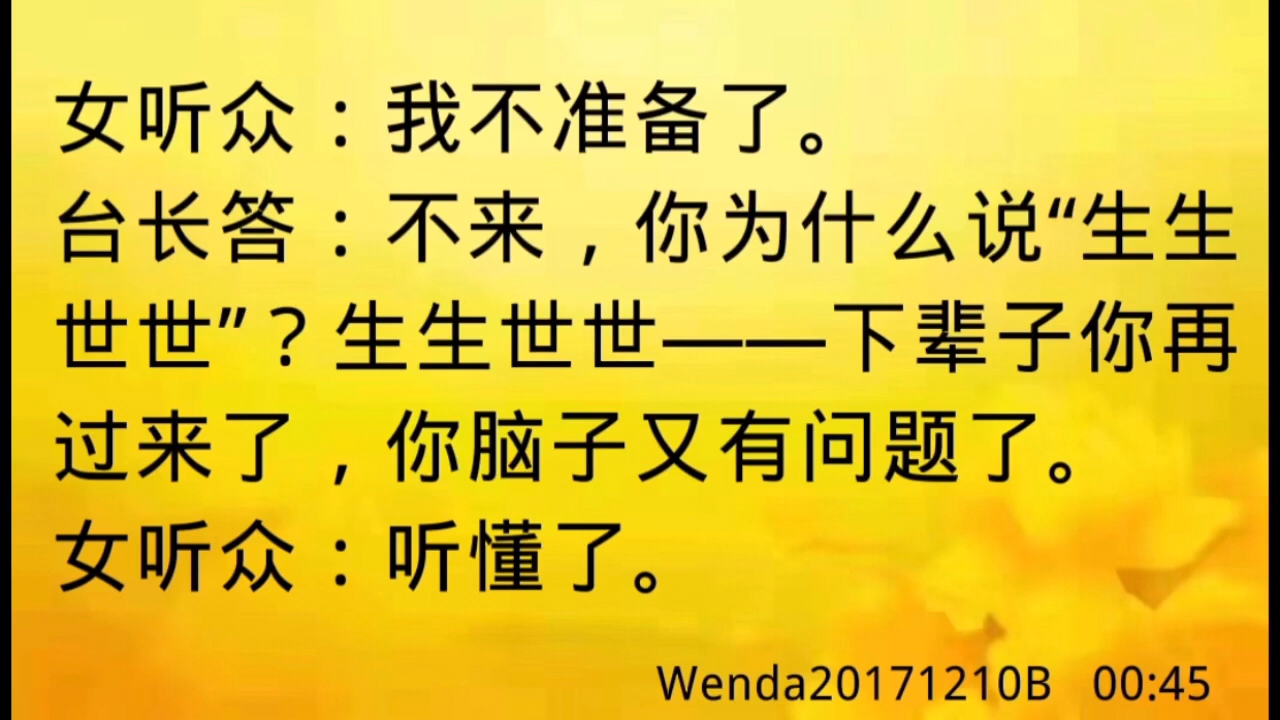 女听众：我不准备了。
台长答：不来，你为什么说“生生
世世”？生生世世——下辈子你再
过来了，你脑子又有问题了。
女听众：听懂了。
Wenda20171210B 00:45